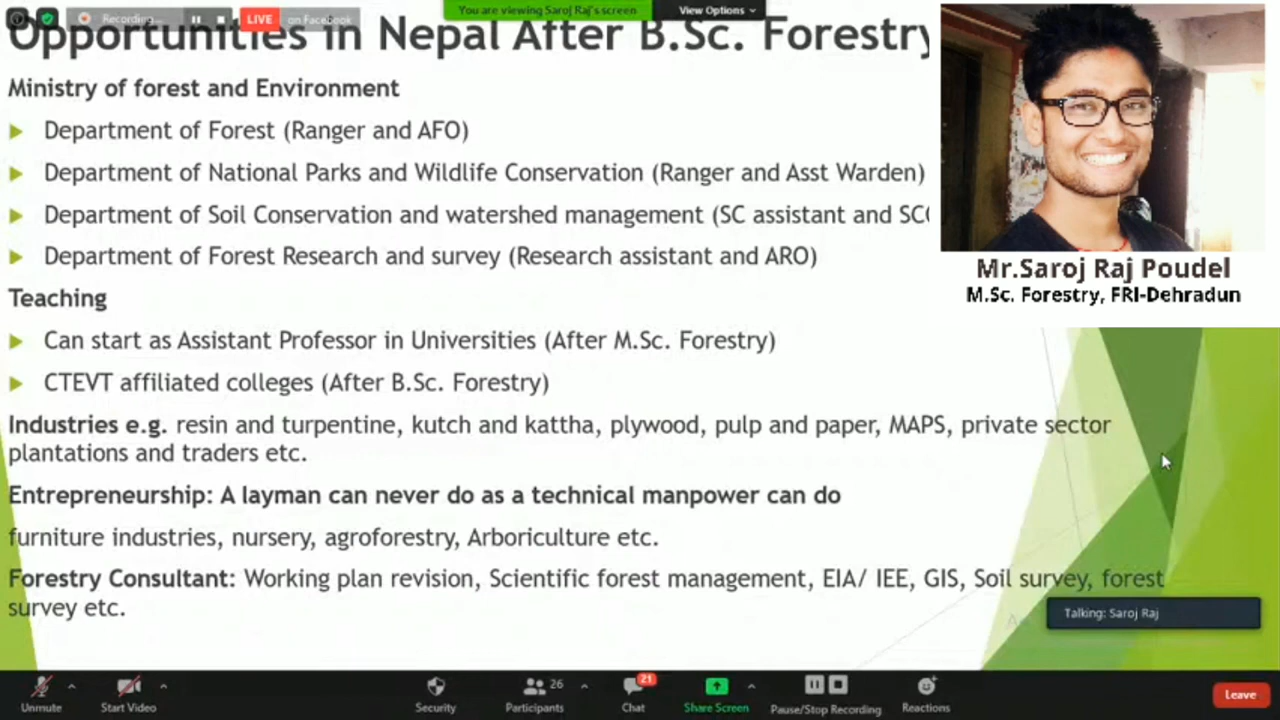 Recording...
LIVE on Facebook
You are viewing Saroj Raj's screen
View Options
Opportunities in Nepal After B.Sc. Forestry
Ministry of forest and Environment
Department of Forest (Ranger and AFO)
Department of National Parks and Wildlife Conservation (Ranger and Asst Warden)
Department of Soil Conservation and watershed management (SC assistant and
Department of Forest Research and survey (Research assistant and ARO)
Teaching
Can start as Assistant Professor in Universities (After M.Sc. Forestry)
CTEVT affiliated colleges (After B.Sc. Forestry)
Industries e.g. resin and turpentine, kutch and kattha, plywood, pulp and paper, MAPS, private sector
plantations and traders etc.
Entrepreneurship: A layman can never do as a technical manpower can do
furniture industries, nursery, agroforestry, Arboriculture etc.
Forestry Consultant: Working plan revision, Scientific forest management, EIA/ IEE, GIS, Soil survey, forest
survey etc.
Mr.Saroj Raj Poudel
M.Sc. Forestry, FRI-Dehradun
Talking: Saroj Raj
Unmute
Start Video
Security
26
Participants
21
Chat
Share Screen
Pause/Stop Recording
Reactions
Leave